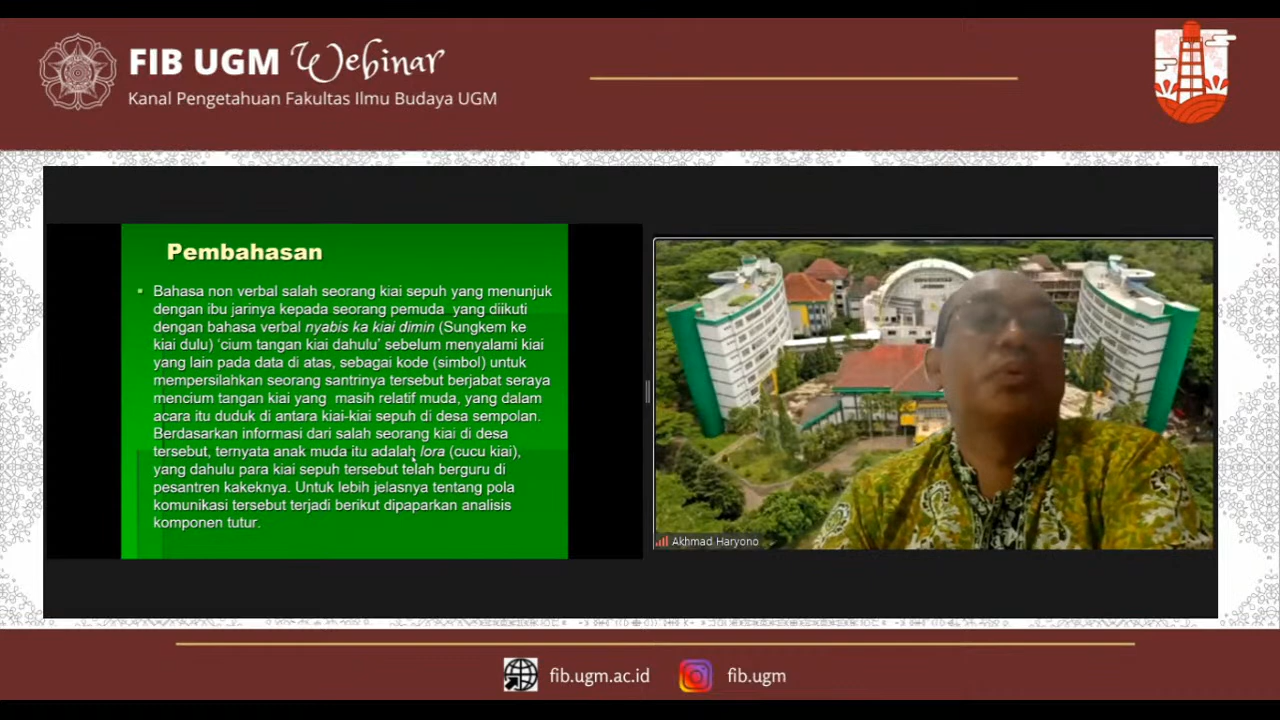 FIB UGM Webinar
Kanal Pengetahuan Fakultas Ilmu Budaya UGM
Pembahasan
Bahasa non verbal salah seorang kiai sepuh yang menunjuk
dengan ibu jarinya kepada seorang pemuda yang diikuti
dengan bahasa verbal nyabis ka kiai dimin (Sungkem ke
kiai dulu) ‘cium tangan kiai dahulu’ sebelum menyalami kiai
yang lain pada data di atas, sebagai kode (simbol) untuk
mempersilahkan seorang santrinya tersebut berjabat seraya
mencium tangan kiai yang masih relatif muda, yang dalam
acara itu duduk di antara kiai-kiai sepuh di desa sempolan.
Berdasarkan informasi dari salah seorang kiai di desa
tersebut, ternyata anak muda itu adalah lora (cucu kiai),
yang dahulu para kiai sepuh tersebut telah berguru di
pesantren kakeknya. Untuk lebih jelasnya tentang pola
komunikasi tersebut terjadi berikut dipaparkan analisis
komponen tutur.
Akhmad Haryono
fib.ugm.ac.id
fib.ugm